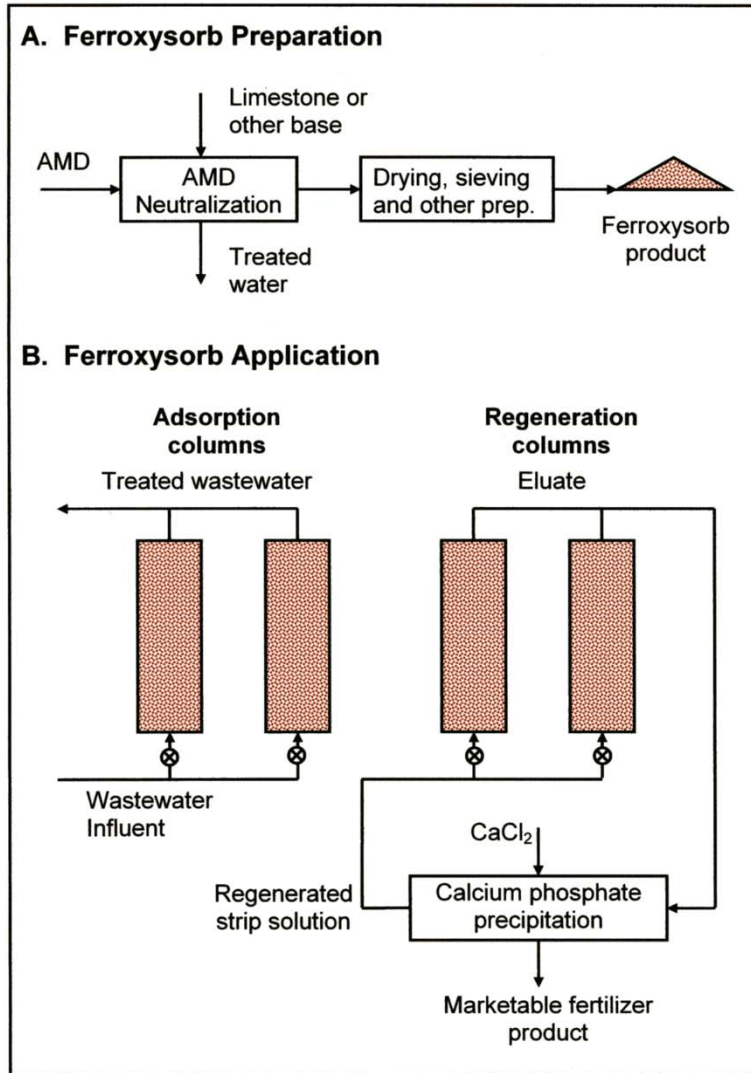 A. Ferroxysorb Preparation
Limestone or
other base
AMD
AMD
Neutralization
Drying, sieving
and other prep.
Ferroxysorb
product
Treated
water
B. Ferroxysorb Application
Adsorption
columns
Regeneration
columns
Treated wastewater
Eluate
Wastewater
Influent
CaCl₂
Regenerated
strip solution
Calcium phosphate
precipitation
Marketable fertilizer
product